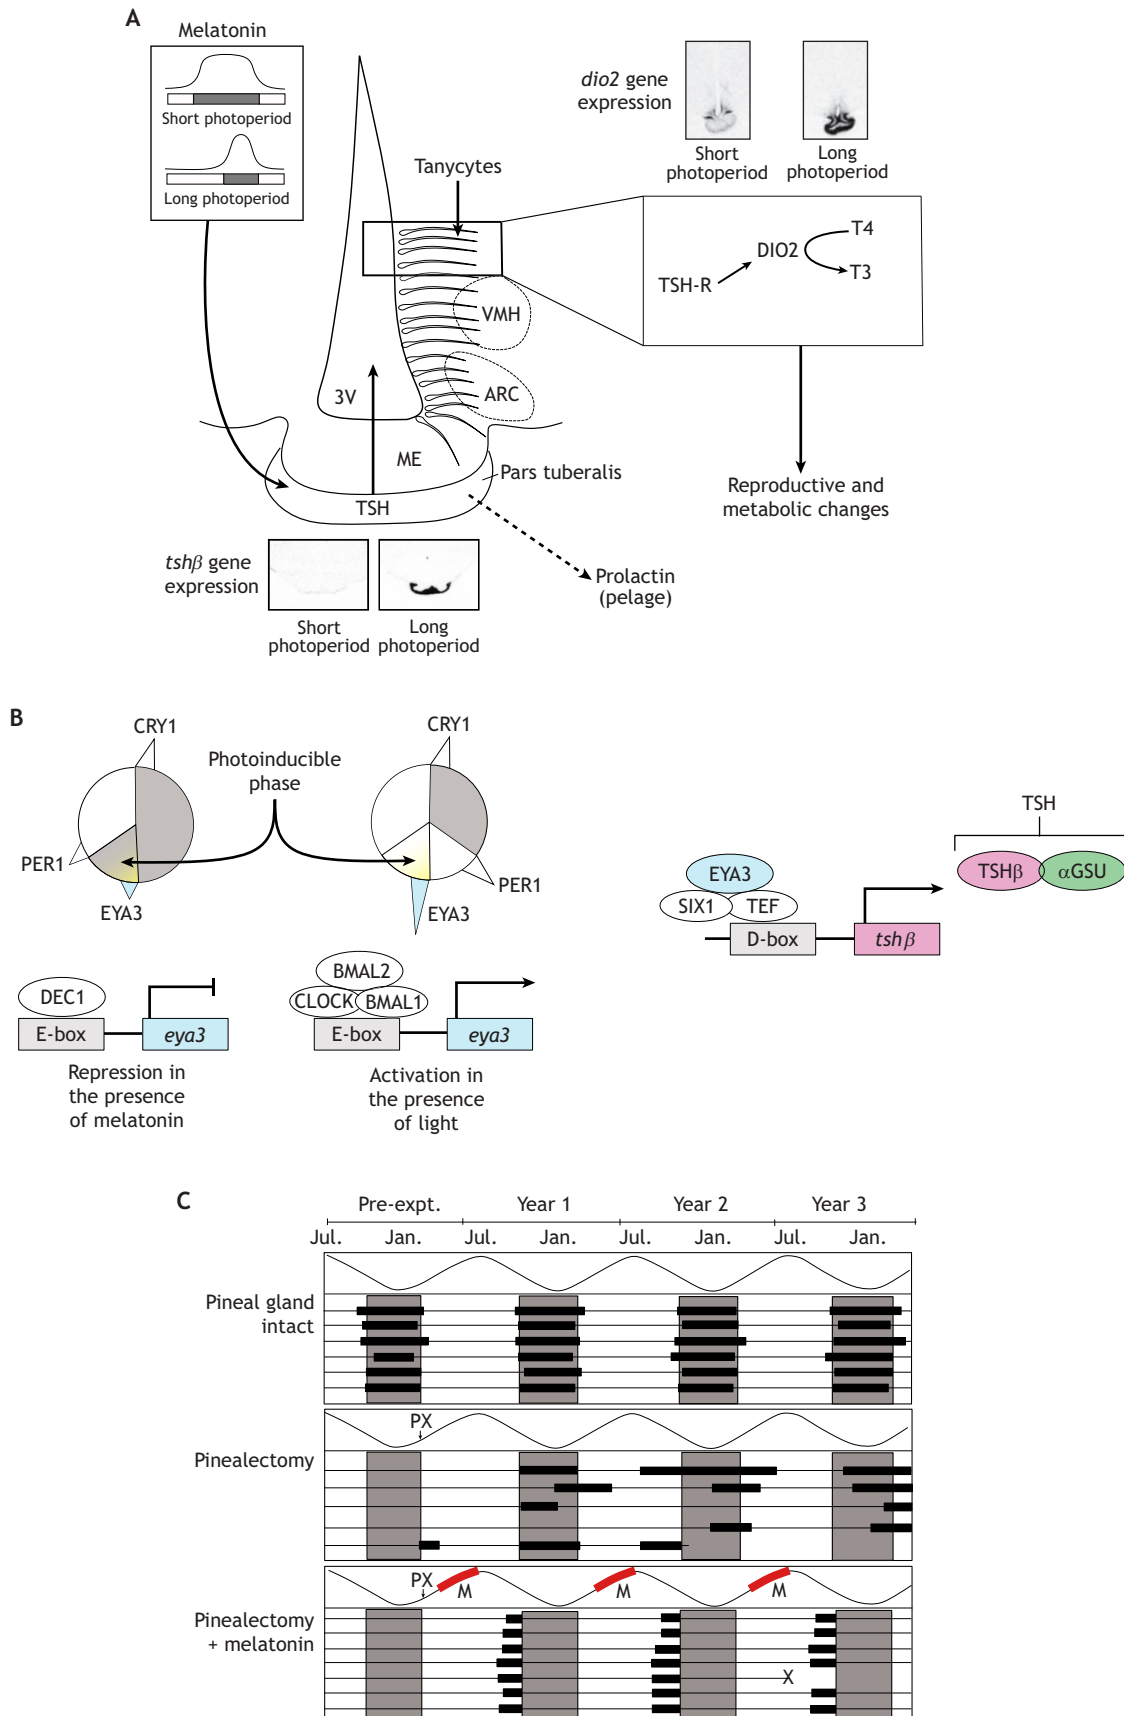 A
Melatonin
Short photoperiod
Long photoperiod
dio2 gene
expression
Short
photoperiod
Long
photoperiod
Tanycytes
T4
DIO2
T3
TSH-R
VMH
ARC
3V
ME
Pars tuberalis
TSH
Reproductive and
metabolic changes
tshβ gene
expression
Short
photoperiod
Long
photoperiod
Prolactin
(pelage)
B
CRY1
CRY1
Photoinducible
phase
PER1
PER1
EYA3
EYA3
TSH
TSHβ
αGSU
EYA3
SIX1
TEF
D-box
tshβ
DEC1
E-box
eya3
BMAL2
CLOCK
BMAL1
E-box
eya3
Repression in
the presence
of melatonin
Activation in
the presence
of light
C
Pre-expt.
Year 1
Year 2
Year 3
Jul.
Jan.
Jul.
Jan.
Jul.
Jan.
Jul.
Jan.
Pineal gland
intact
PX
Pinealectomy
PX
M
M
M
Pinealectomy
+ melatonin
X